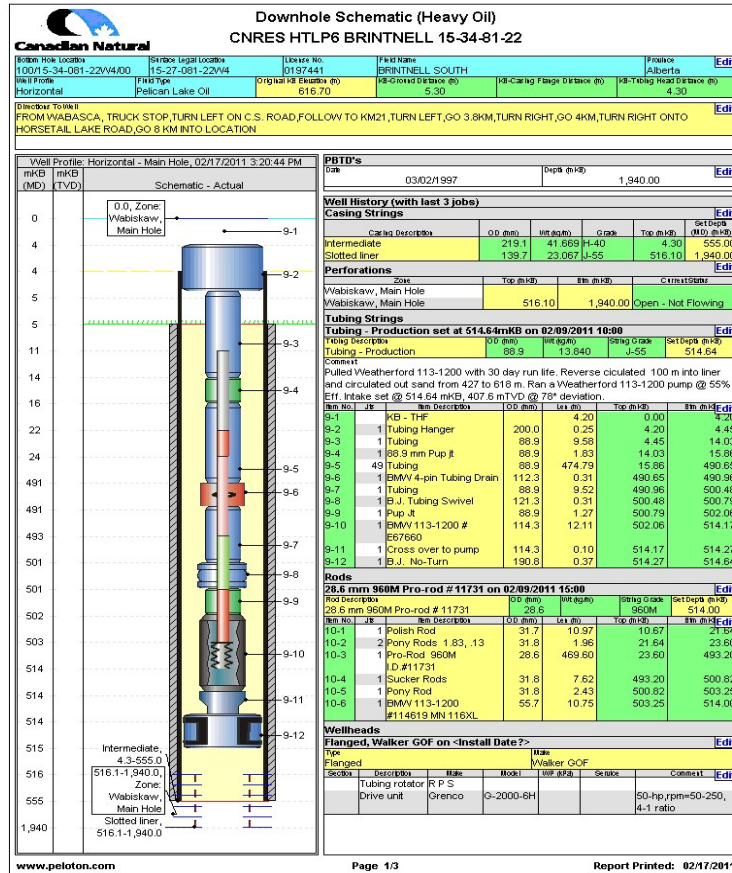 Canadian Natural
Downhole Schematic (Heavy Oil)
CNRES HTLP6 BRINTNELL 15-34-81-22
Bottom Hole Location Surface Legal Location License No. Field Name Province Edit
100/15-34-081-22W4/00 15-27-081-22W4 0197441 BRINTNELL SOUTH Alberta
Well Profile Field Type Original KB Elevation (m) KB-Ground Distance (m) KB-Casing Flange Distance (m) KB-Tubing Head Distance (m)
Horizontal Pelican Lake Oil 616.70 5.30 4.30
Directions To Well Edit
FROM WABASCA, TRUCK STOP,TURN LEFT ON C.S. ROAD,FOLLOW TO KM21,TURN LEFT,GO 3.8KM,TURN RIGHT,GO 4KM,TURN RIGHT ONTO
HORSETAIL LAKE ROAD,GO 8 KM INTO LOCATION
Well Profile: Horizontal - Main Hole, 02/17/2011 3:20:44 PM
mKB (MD) mKB (TVD) Schematic - Actual
0.0, Zone:
Wabiskaw,
Main Hole
0
4
4
5
5
11
14
16
22
24
491
491
493
501
501
502
503
514
514
514
515
516
555
1,940
9-1
9-2
9-3
9-4
9-5
9-6
9-7
9-8
9-9
9-10
9-11
9-12
Intermediate,
4.3-555.0
516.1-1,940.0,
Zone:
Wabiskaw,
Main Hole
Slotted liner,
516.1-1,940.0
PBTD's Edit
Date Depth (mKB)
03/02/1997 1,940.00
Well History (with last 3 jobs)
Casing Strings Edit
Casing Description OD (mm) Wt (kg/m) Grade Top (mKB) Set Depth (MD) (mKB)
Intermediate 219.1 41.669 H-40 4.30 555.00
Slotted liner 139.7 23.067 J-55 516.10 1,940.00
Perforations Edit
Zone Top (mKB) Btm (mKB) Current Status
Wabiskaw, Main Hole
Wabiskaw, Main Hole 516.10 1,940.00 Open - Not Flowing
Tubing Strings
Tubing - Production set at 514.64mKB on 02/09/2011 10:00 Edit
Tubing Description OD (mm) Wt (kg/m) String Grade Set Depth (mKB)
Tubing - Production 88.9 13.840 J-55 514.64
Comment
Pulled Weatherford 113-1200 with 30 day run life. Reverse ciculated 100 m into liner
and circulated out sand from 427 to 618 m. Ran a Weatherford 113-1200 pump @ 55%
Eff. Intake set @ 514.64 mKB, 407.6 mTVD @ 78* deviation.
Item No. Jts Item Description OD (mm) Len (m) Top (mKB) Btm (mKB) Edit
9-1 KB - THF 4.20 0.00 4.20
9-2 1 Tubing Hanger 200.0 0.25 4.20 4.45
9-3 1 Tubing 88.9 9.58 4.45 14.03
9-4 1 88.9 mm Pup jt 88.9 1.83 14.03 15.86
9-5 49 Tubing 88.9 474.79 15.86 490.65
9-6 1 BMW 4-pin Tubing Drain 112.3 0.31 490.65 490.96
9-7 1 Tubing 88.9 9.52 490.96 500.48
9-8 1 B.J. Tubing Swivel 121.3 0.31 500.48 500.79
9-9 1 Pup Jt 88.9 1.27 500.79 502.06
9-10 1 BMW 113-1200 # 114.3 12.11 502.06 514.17
E67660
9-11 1 Cross over to pump 114.3 0.10 514.17 514.27
9-12 1 B.J. No-Turn 190.8 0.37 514.27 514.64
Rods
28.6 mm 960M Pro-rod # 11731 on 02/09/2011 15:00 Edit
Rod Description OD (mm) Wt (kg/m) String Grade Set Depth (mKB)
28.6 mm 960M Pro-rod # 11731 28.6 960M 514.00
Item No. Jts Item Description OD (mm) Len (m) Top (mKB) Btm (mKB) Edit
10-1 1 Polish Rod 31.7 10.97 10.67 21.64
10-2 2 Pony Rods 1.83, .13 31.8 1.96 21.64 23.60
10-3 1 Pro-Rod 960M 28.6 469.60 23.60 493.20
I.D.#11731
10-4 1 Sucker Rods 31.8 7.62 493.20 500.82
10-5 1 Pony Rod 31.8 2.43 500.82 503.25
10-6 1 BMW 113-1200 55.7 10.75 503.25 514.00
#114619 MN 116XL
Wellheads
Flanged, Walker GOF on <Install Date?> Edit
Type Make
Flanged Walker GOF
Section Description Make Model WP (kPa) Service Comment Edit
Tubing rotator R P S
Drive unit Grenco G-2000-6H 50-hp,rpm=50-250,
4-1 ratio
www.peloton.com Page 1/3 Report Printed: 02/17/2011